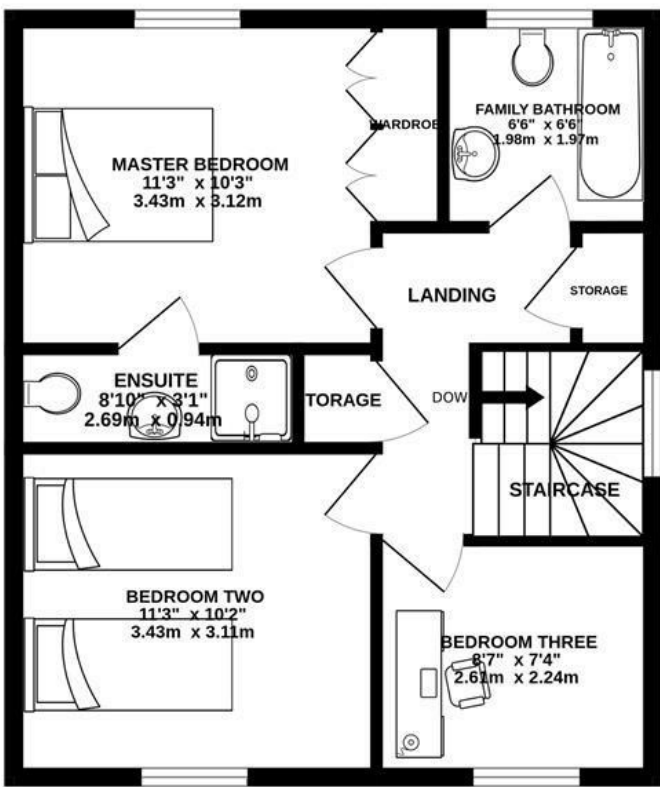 FAMILY BATHROOM
6'6" x 6'6"
1.98m x 1.97m
WARDROBE
MASTER BEDROOM
11'3" x 10'3"
3.43m x 3.12m
LANDING
STORAGE
ENSUITE
8'10" x 3'1"
2.69m x 0.94m
TORAGE
DOW
STAIRCASE
BEDROOM TWO
11'3" x 10'2"
3.43m x 3.11m
BEDROOM THREE
8'7" x 7'4"
2.61m x 2.24m